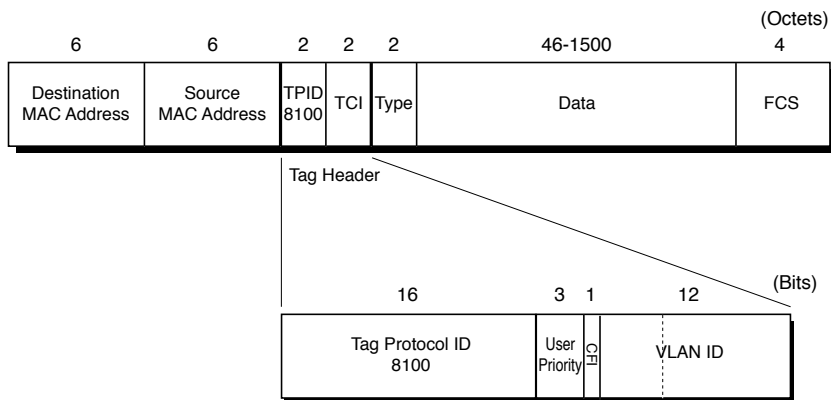 (Octets)
6 6 2 2 2 46-1500 4
Destination
MAC Address
Source
MAC Address
TPID
8100
TCI
Type
Data
FCS
Tag Header
(Bits)
16 3 1 12
Tag Protocol ID
8100
User
Priority
CFI
VLAN ID